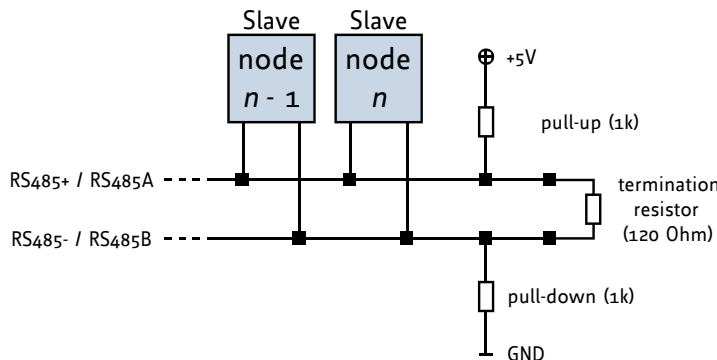 Slave Slave
node node
n - 1 n
+5V
pull-up (1k)
RS485+ / RS485A
termination
resistor
(120 Ohm)
RS485- / RS485B
pull-down (1k)
GND